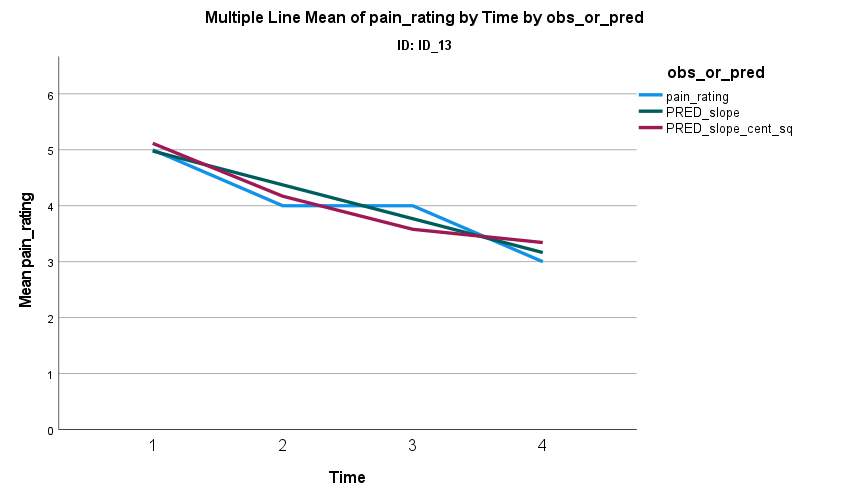 Multiple Line Mean of pain_rating by Time by obs_or_pred
ID: ID_13
obs_or_pred
pain_rating
PRED_slope
PRED_slope_cent_sq
Mean pain_rating
6
5
4
3
2
1
0
1 2 3 4
Time